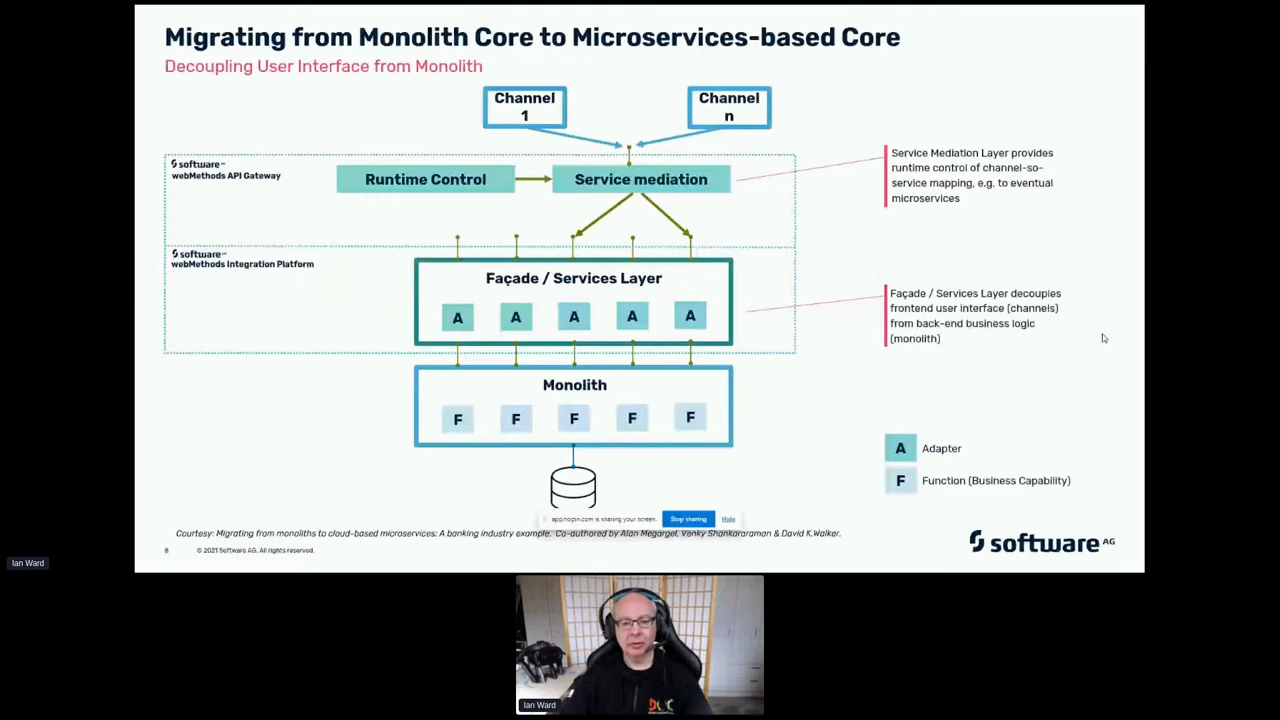 Migrating from Monolith Core to Microservices-based Core
Decoupling User Interface from Monolith
Channel
1
Channel
n
software AG
webMethods API Gateway
Runtime Control
Service mediation
Service Mediation Layer provides
runtime control of channel-so-
service mapping, e.g. to eventual
microservices
software AG
webMethods Integration Platform
Façade / Services Layer
A A A A A
Façade / Services Layer decouples
frontend user interface (channels)
from back-end business logic
(monolith)
Monolith
F F F F F
A Adapter
F Function (Business Capability)
app.hopin.com is sharing your screen. Stop sharing Hide
Courtesy: Migrating from monoliths to cloud-based microservices: A banking industry example. Co-authored by Alan Megargel, Venky Shankararaman & David K.Walker.
8 © 2021 Software AG. All rights reserved.
software AG
Ian Ward
Ian Ward